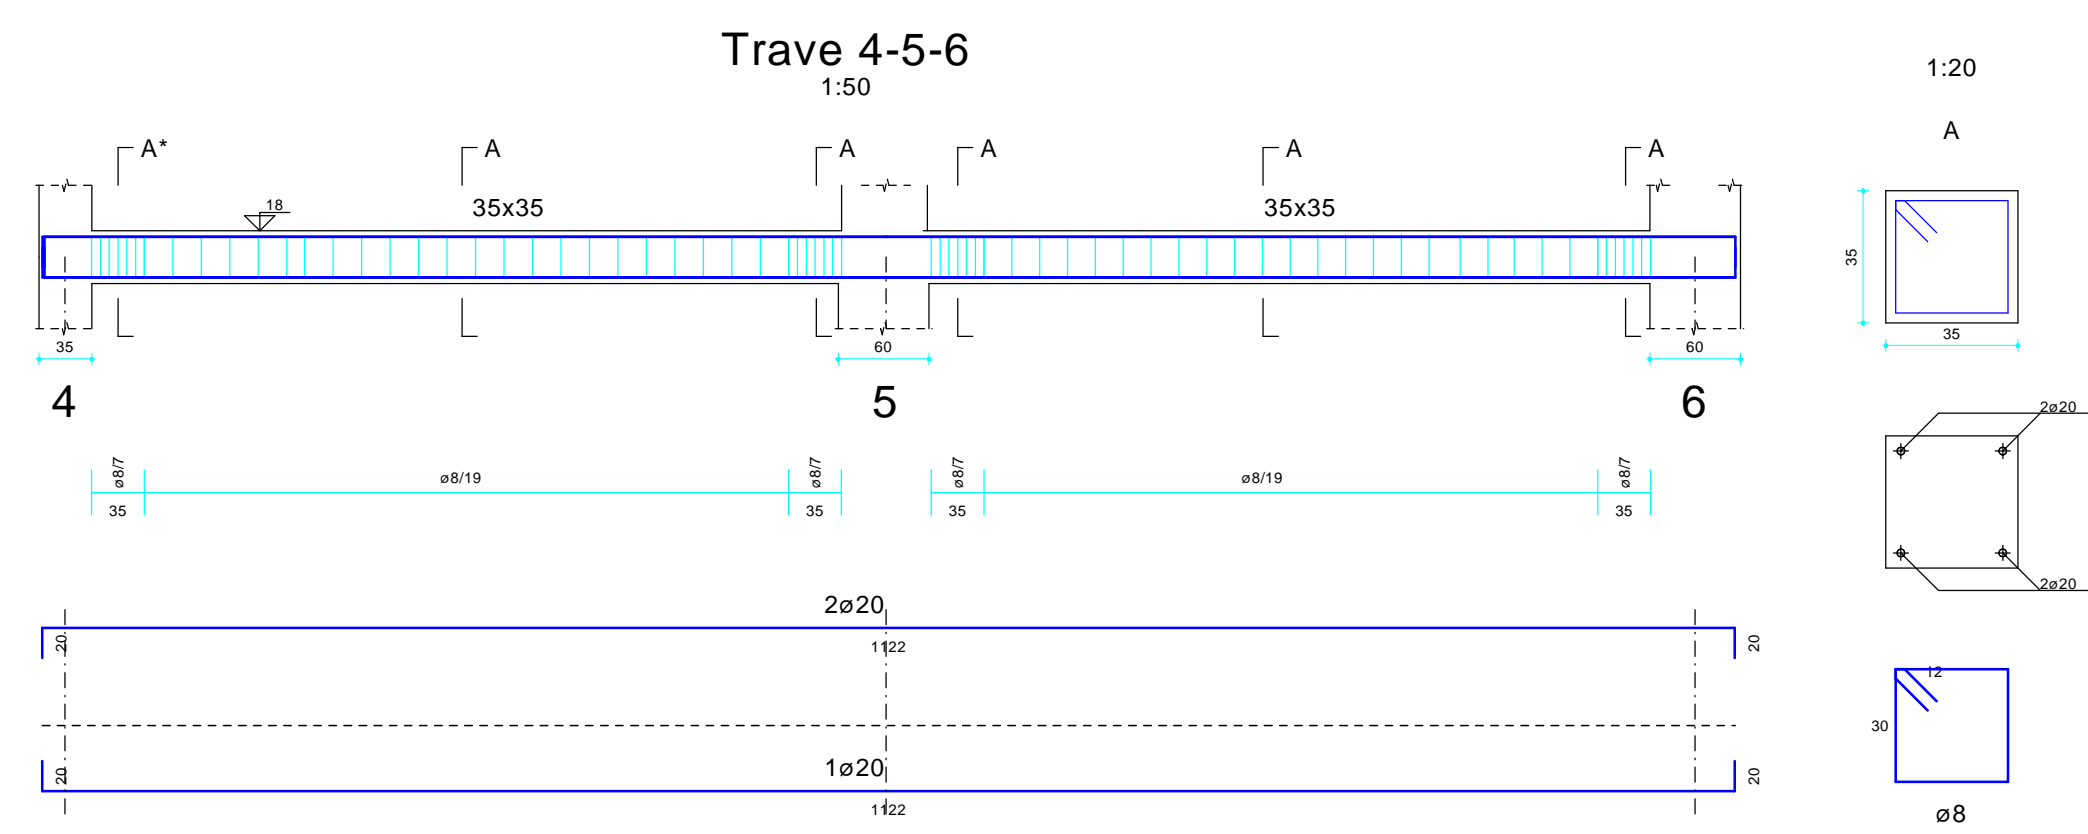 Trave 4-5-6
1:50
1:20
A
A* A A A A A
18 35x35 35x35
35
35
35 60 60
4 5 6
2ø20
ø8/7 ø8/19 ø8/7 ø8/7 ø8/19 ø8/7
35 35 35 35
2ø20
2ø20
20 1122 20
12
30
20 1ø20 20
1122
ø8